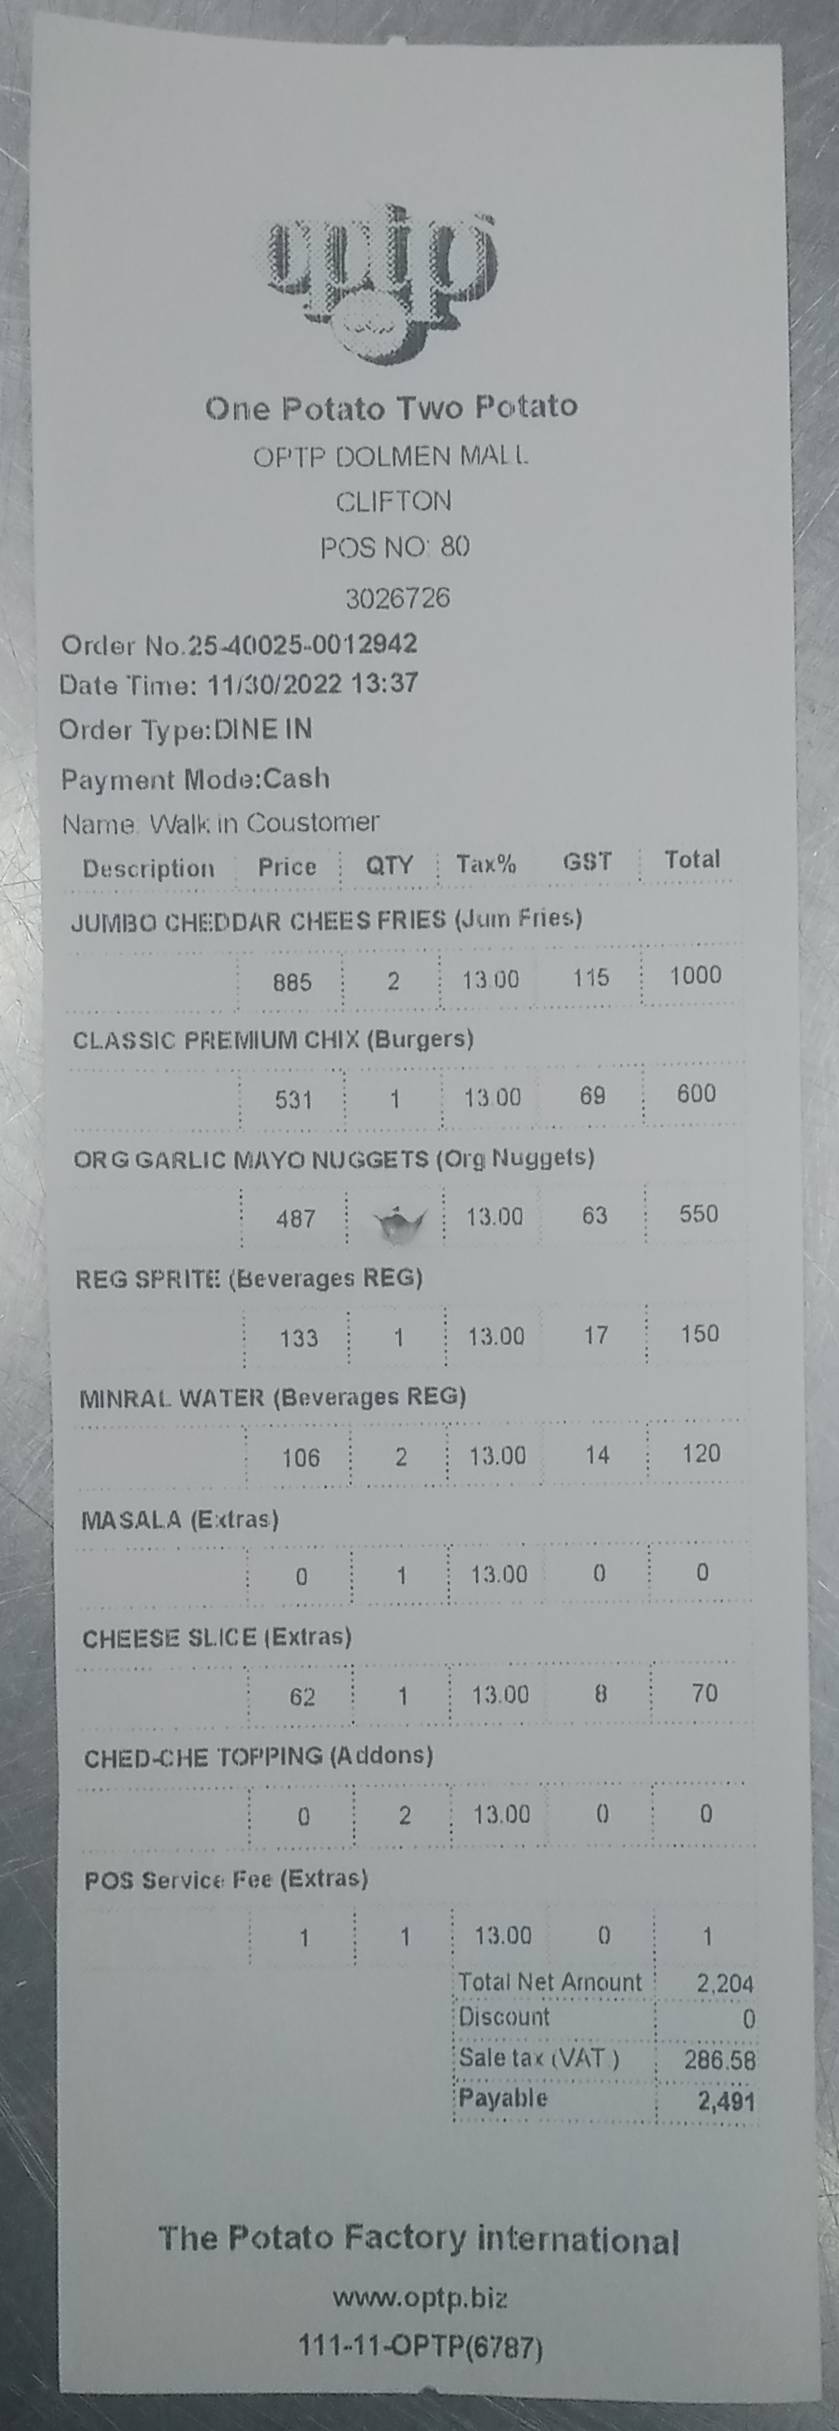 optp
One Potato Two Potato
OPTP DOLMEN MALL
CLIFTON
POS NO: 80
3026726
Order No.25-40025-0012942
Date Time: 11/30/2022 13:37
Order Type:DINE IN
Payment Mode:Cash
Name: Walk in Coustomer
Description Price QTY Tax% GST Total
JUMBO CHEDDAR CHEES FRIES (Jum Fries)
885 2 13.00 115 1000
CLASSIC PREMIUM CHIX (Burgers)
531 1 13.00 69 600
ORG GARLIC MAYO NUGGETS (Org Nuggets)
487 13.00 63 550
REG SPRITE (Beverages REG)
133 1 13.00 17 150
MINRAL WATER (Beverages REG)
106 2 13.00 14 120
MASALA (Extras)
0 1 13.00 0 0
CHEESE SLICE (Extras)
62 1 13.00 8 70
CHED-CHE TOPPING (Addons)
0 2 13.00 0 0
POS Service Fee (Extras)
1 1 13.00 0 1
Total Net Amount 2,204
Discount 0
Sale tax (VAT ) 286.58
Payable 2,491
The Potato Factory international
www.optp.biz
111-11-OPTP(6787)